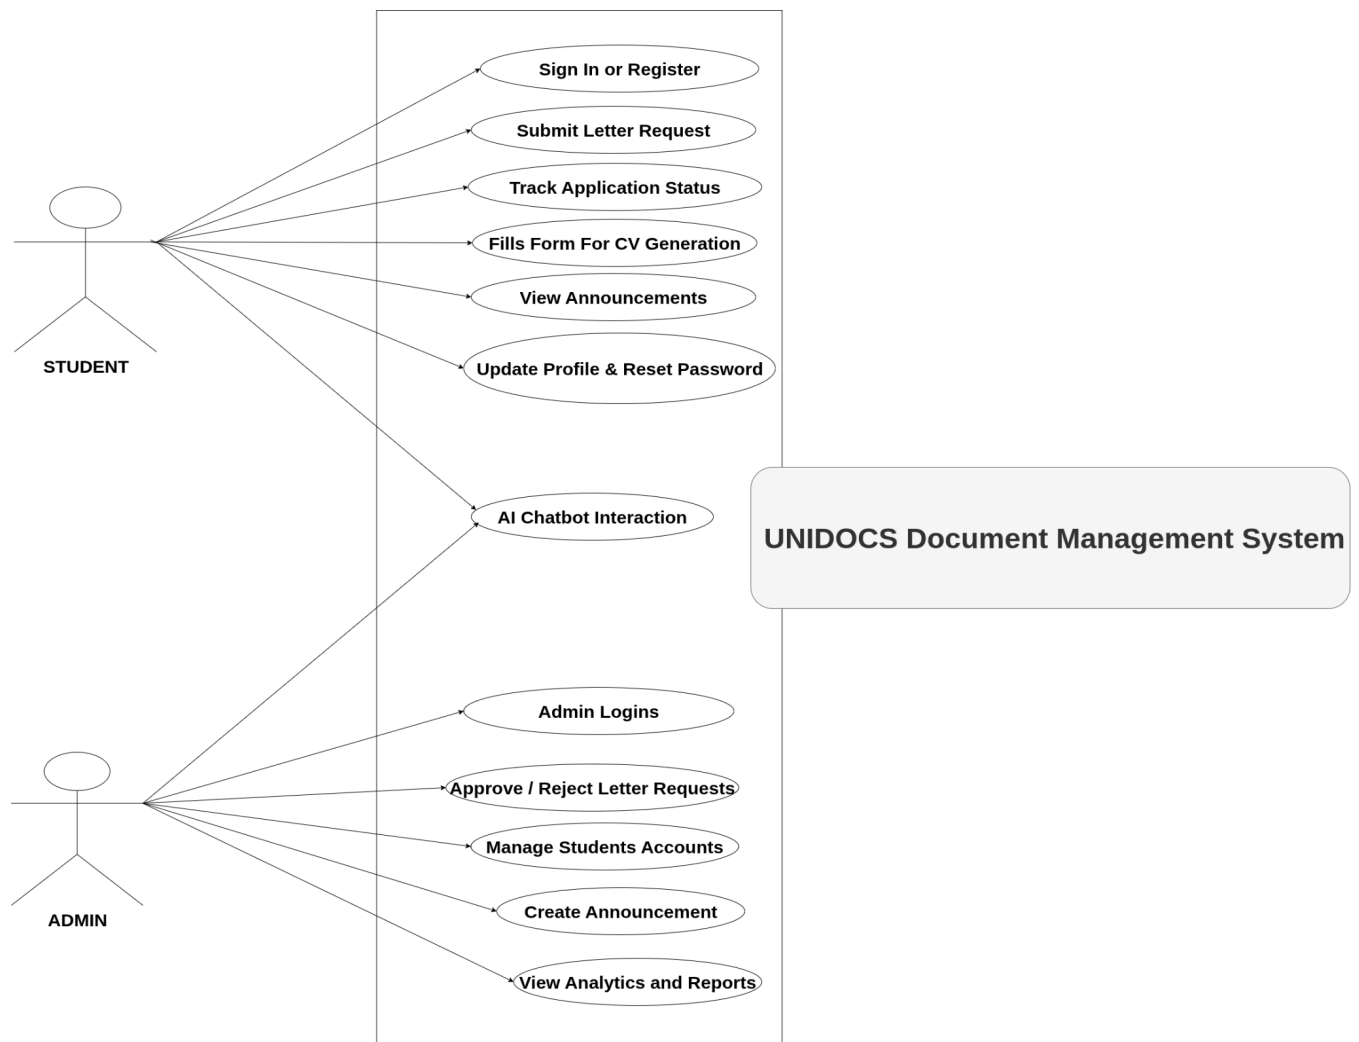 Sign In or Register
Submit Letter Request
Track Application Status
Fills Form For CV Generation
View Announcements
STUDENT
Update Profile & Reset Password
AI Chatbot Interaction
UNIDOCS Document Management System
Admin Logins
Approve / Reject Letter Requests
Manage Students Accounts
Create Announcement
ADMIN
View Analytics and Reports